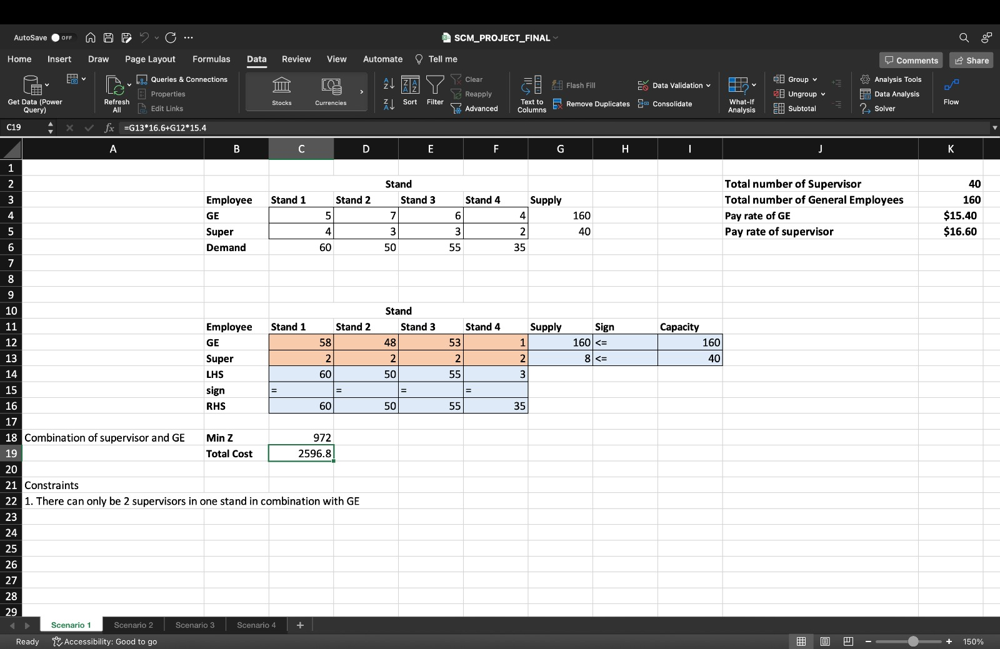 AutoSave OFF ... SCM_PROJECT_FINAL
Home Insert Draw Page Layout Formulas Data Review View Automate Tell me Comments Share
Get Data (Power Query)
Refresh All
Queries & Connections
Properties
Edit Links
Stocks
Currencies
Sort
Filter
Clear
Reapply
Advanced
Text to Columns
Flash Fill
Remove Duplicates
Data Validation
Consolidate
What-If Analysis
Group
Ungroup
Subtotal
Analysis Tools
Data Analysis
Solver
Flow
C19 fx =G13*16.6+G12*15.4
A B C D E F G H I J K
1
2 Stand Total number of Supervisor 40
3 Employee Stand 1 Stand 2 Stand 3 Stand 4 Supply Total number of General Employees 160
4 GE 5 7 6 4 160 Pay rate of GE $15.40
5 Super 4 3 3 2 40 Pay rate of supervisor $16.60
6 Demand 60 50 55 35
7
8
9
10 Stand
11 Employee Stand 1 Stand 2 Stand 3 Stand 4 Supply Sign Capacity
12 GE 58 48 53 1 160 <= 160
13 Super 2 2 2 2 8 <= 40
14 LHS 60 50 55 3
15 sign = = = =
16 RHS 60 50 55 35
17
18 Combination of supervisor and GE Min Z 972
19 Total Cost 2596.8
20
21 Constraints
22 1. There can only be 2 supervisors in one stand in combination with GE
23
24
25
26
27
28
29
Scenario 1 Scenario 2 Scenario 3 Scenario 4 +
Ready Accessibility: Good to go - + 150%